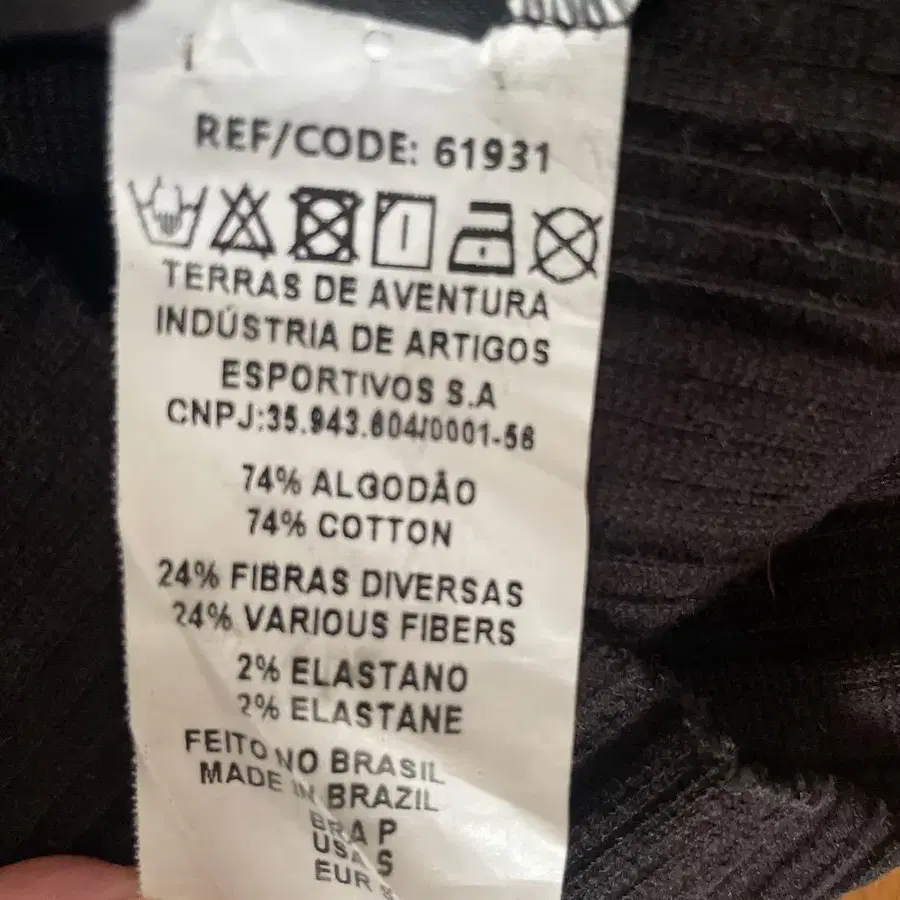 REF/CODE: 61931
TERRAS DE AVENTURA
INDÚSTRIA DE ARTIGOS
ESPORTIVOS S.A
CNPJ:35.943.604/0001-56
74% ALGODÃO
74% COTTON
24% FIBRAS DIVERSAS
24% VARIOUS FIBERS
2% ELASTANO
2% ELASTANE
FEITO NO BRASIL
MADE IN BRAZIL
BRA P
USA S
EUR